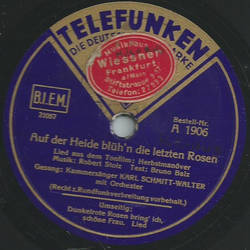 TELEFUNKEN
DIE DEUTSCHE MARKE
Musikhaus
Wiessner
Frankfurt
a/Main
B.I.E.M.
21057
Bestell-Nr.
A 1906
Auf der Heide blüh'n die letzten Rosen
Lied aus dem Tonfilm: Herbstmanöver
Musik: Robert Stolz Text: Bruno Balz
Gesang: Kammersänger KARL SCHMITT-WALTER
mit Orchester
(Recht z. Rundfunkverbreitung vorbehalt.)
Umseitig:
Dunkelrote Rosen bring' ich,
schöne Frau. Lied